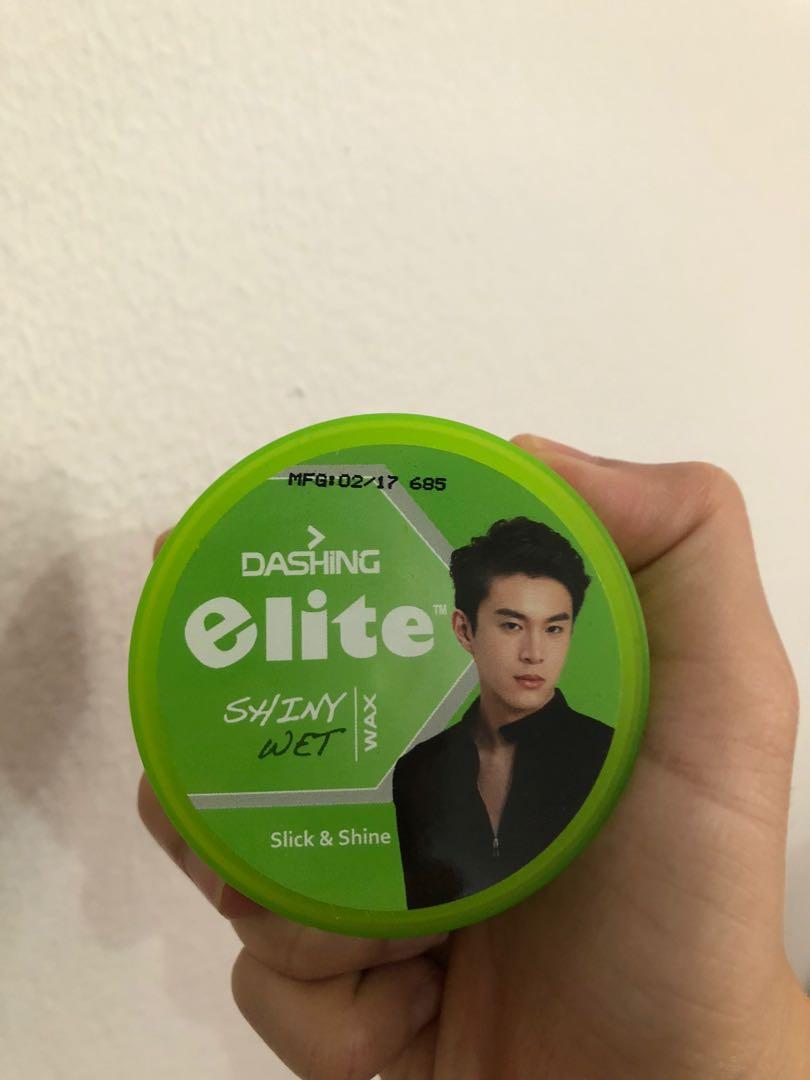 MFG:02/17 685
DASHiNG
elite™
SHINY
WET
WAX
Slick & Shine